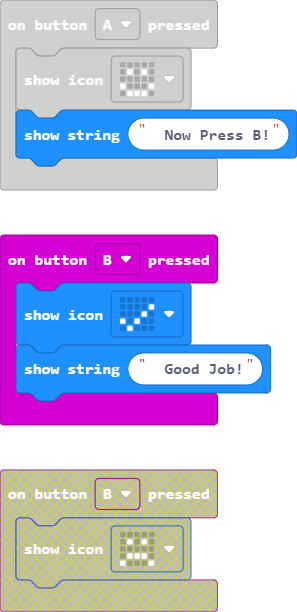 on button A pressed
show icon
show string " Now Press B!"
on button B pressed
show icon
show string " Good Job!"
on button B pressed
show icon